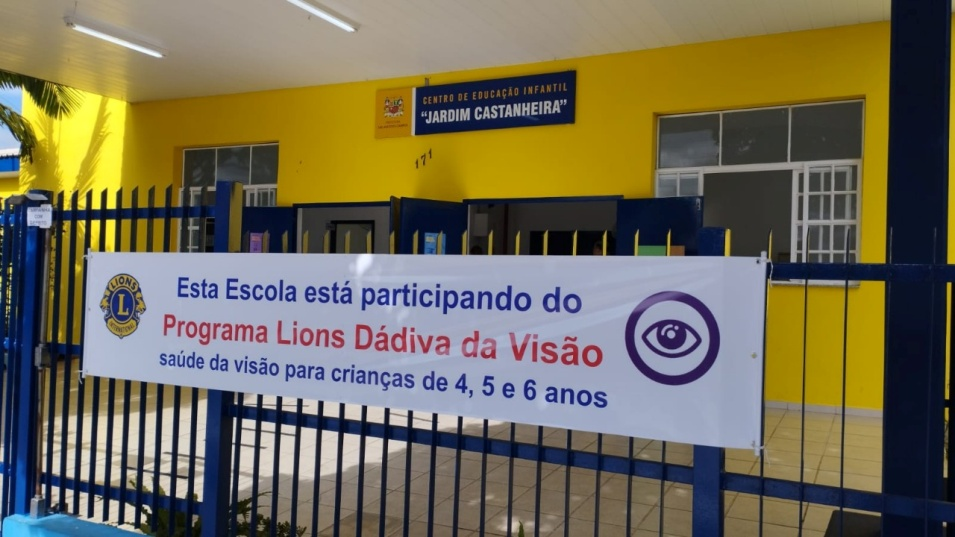 CENTRO DE EDUCAÇÃO INFANTIL
"JARDIM CASTANHEIRA"
171
LIONS
L
INTERNATIONAL
Esta Escola está participando do
Programa Lions Dádiva da Visão
saúde da visão para crianças de 4, 5 e 6 anos